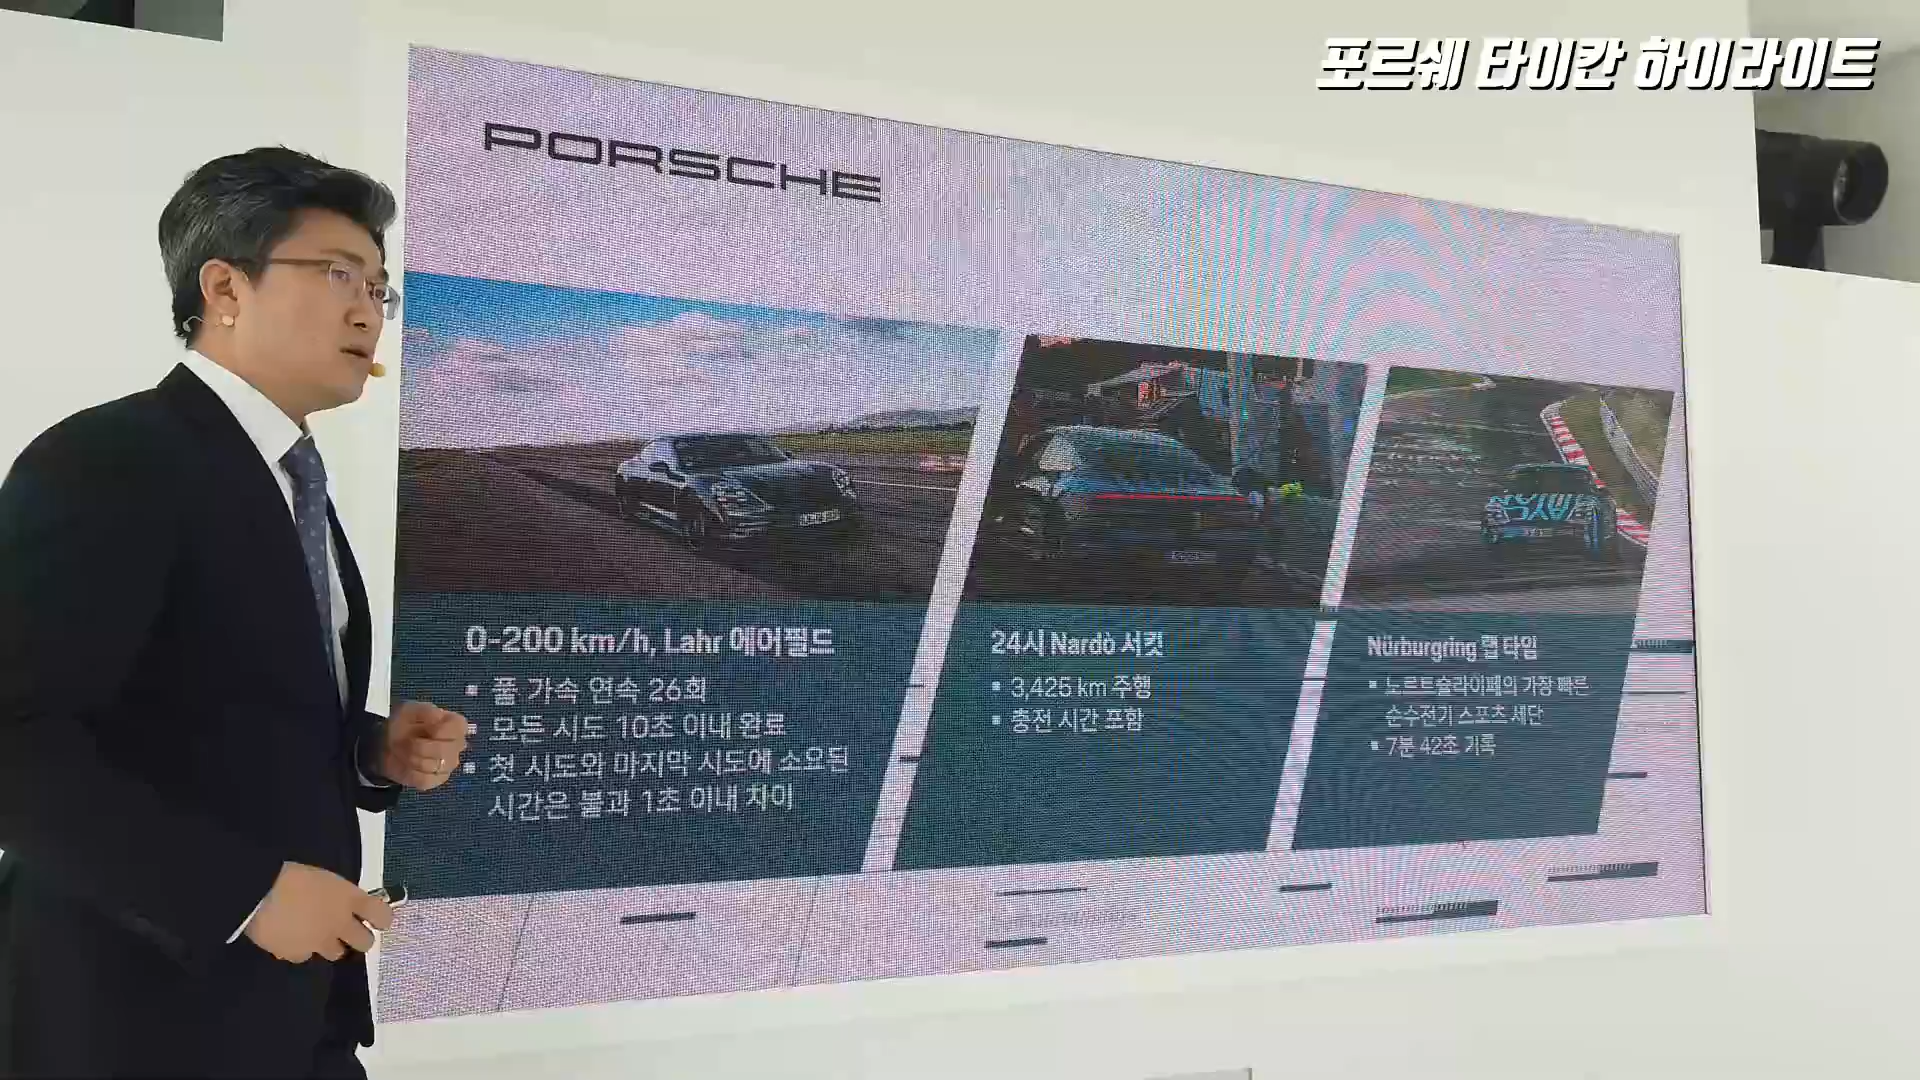 포르쉐 타이칸 하이라이트
PORSCHE
0-200 km/h, Lahr 에어필드
▪ 풀 가속 연속 26회
▪ 모든 시도 10초 이내 완료
▪ 첫 시도와 마지막 시도에 소요된
시간은 불과 1초 이내 차이
24시 Nardò 서킷
▪ 3,425 km 주행
▪ 충전 시간 포함
Nürburgring 랩 타임
▪ 노르트슐라이페의 가장 빠른
순수전기 스포츠 세단
▪ 7분 42초 기록